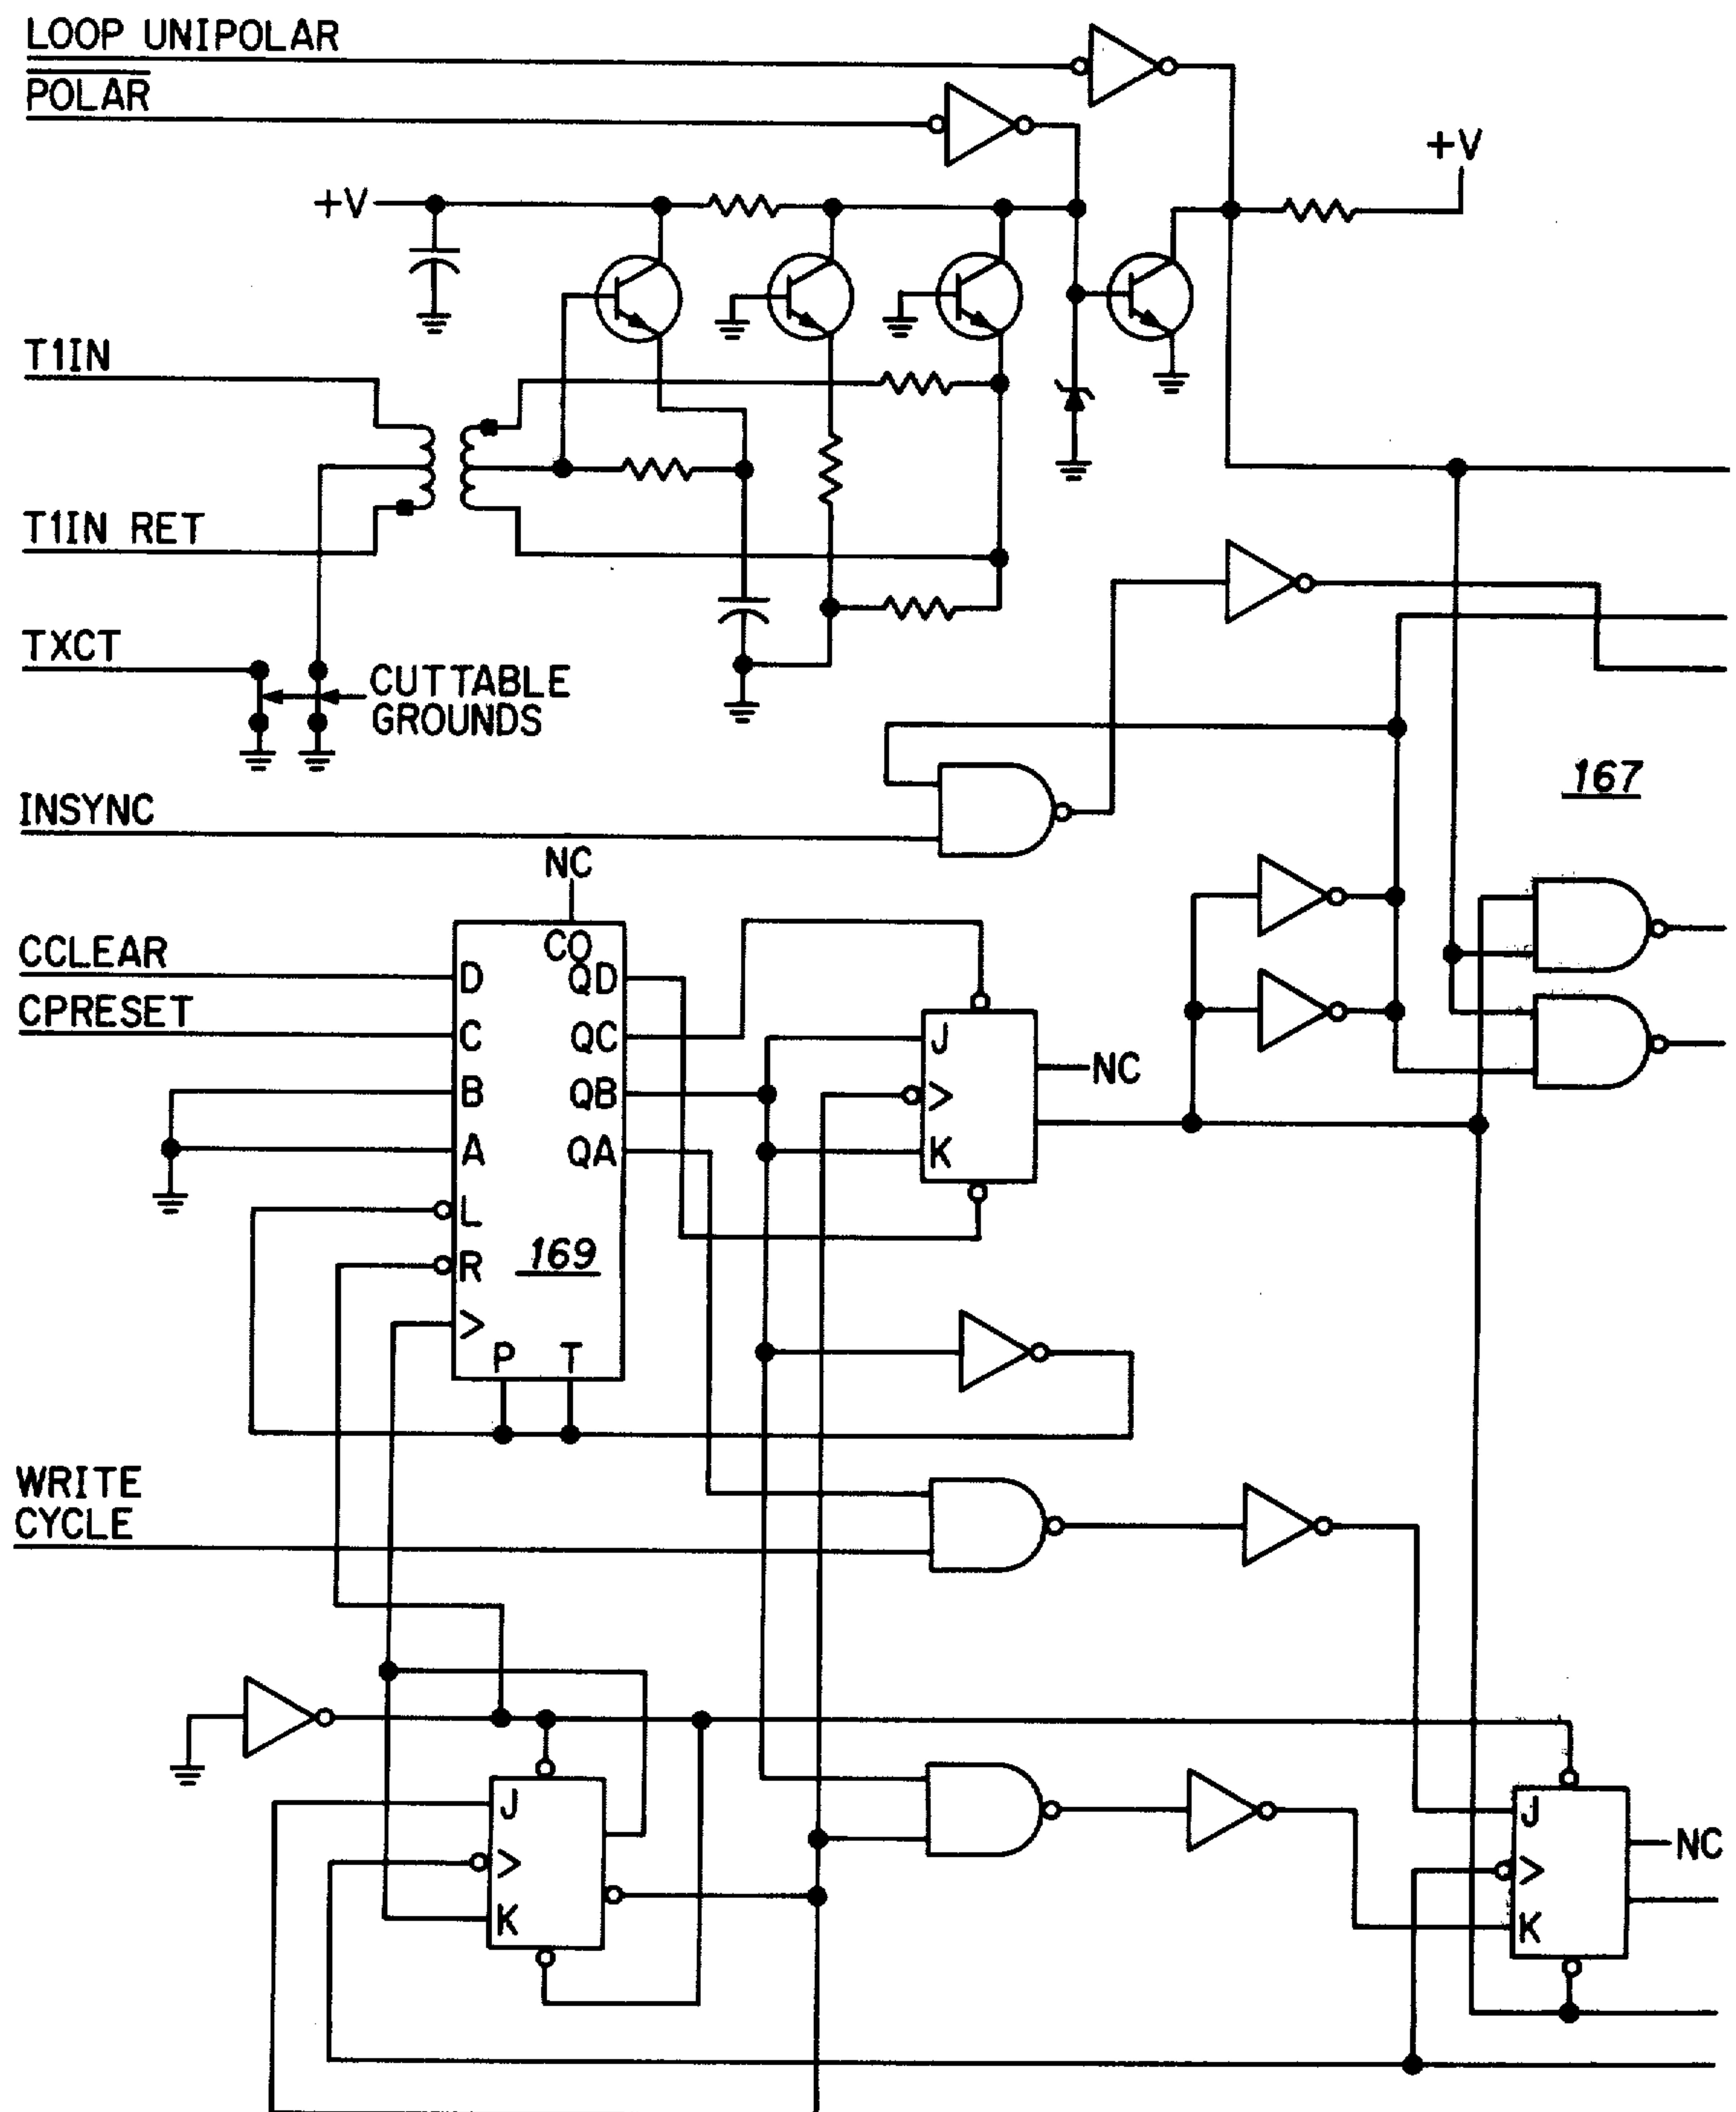 LOOP UNIPOLAR
POLAR
+V
+V
T1IN
T1IN RET
TXCT
CUTTABLE
GROUNDS
167
INSYNC
NC
CCLEAR
CPRESET
CO
D QD
C QC
B QB
A QA
L
R
169
>
P T
J
>
K
NC
WRITE
CYCLE
J
>
K
J
>
K
NC